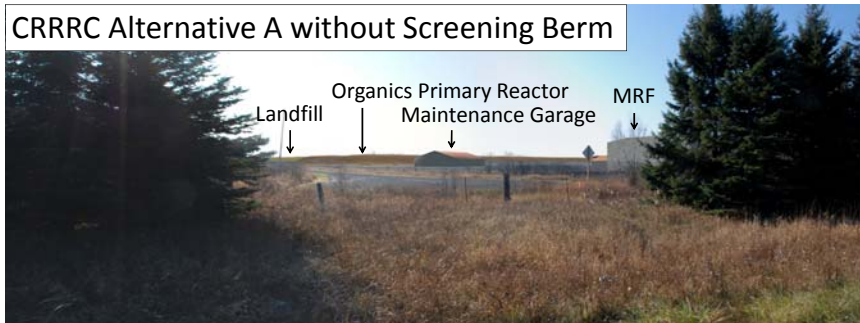 CRRRC Alternative A without Screening Berm
Organics Primary Reactor
Landfill
Maintenance Garage
MRF